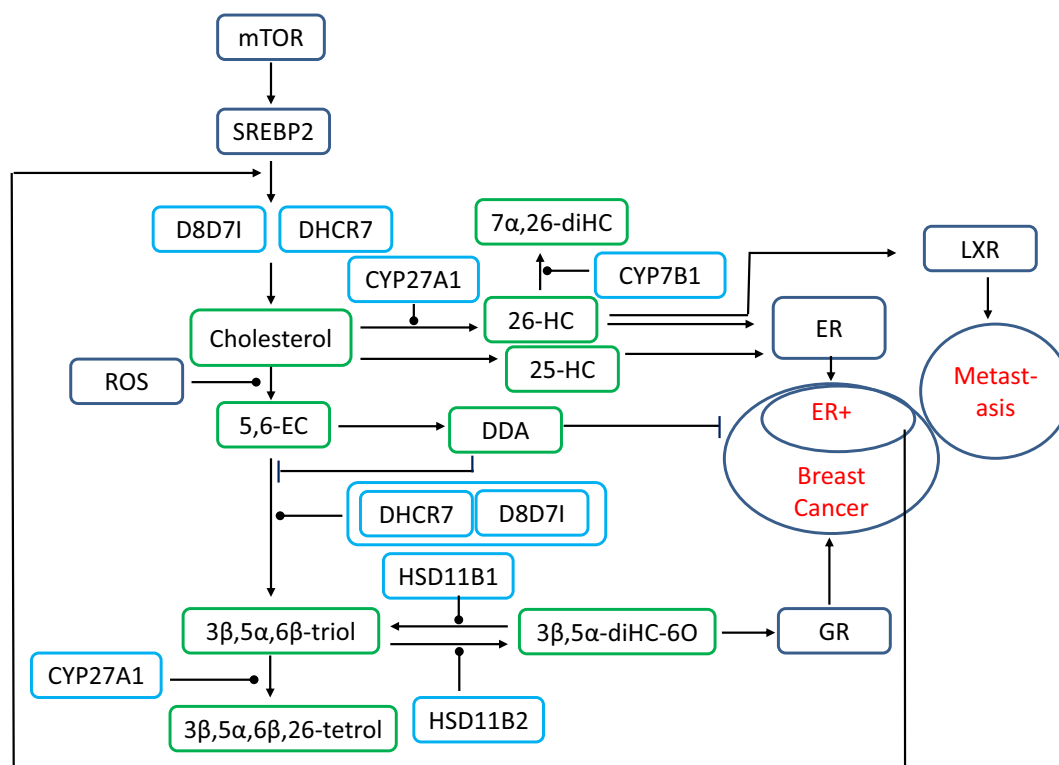 mTOR
SREBP2
D8D7I
DHCR7
7α,26-diHC
CYP27A1
CYP7B1
LXR
Cholesterol
26-HC
ER
25-HC
ROS
Metast-
asis
5,6-EC
DDA
ER+
Breast
Cancer
DHCR7
D8D7I
HSD11B1
3β,5α,6β-triol
3β,5α-diHC-6O
GR
CYP27A1
3β,5α,6β,26-tetrol
HSD11B2